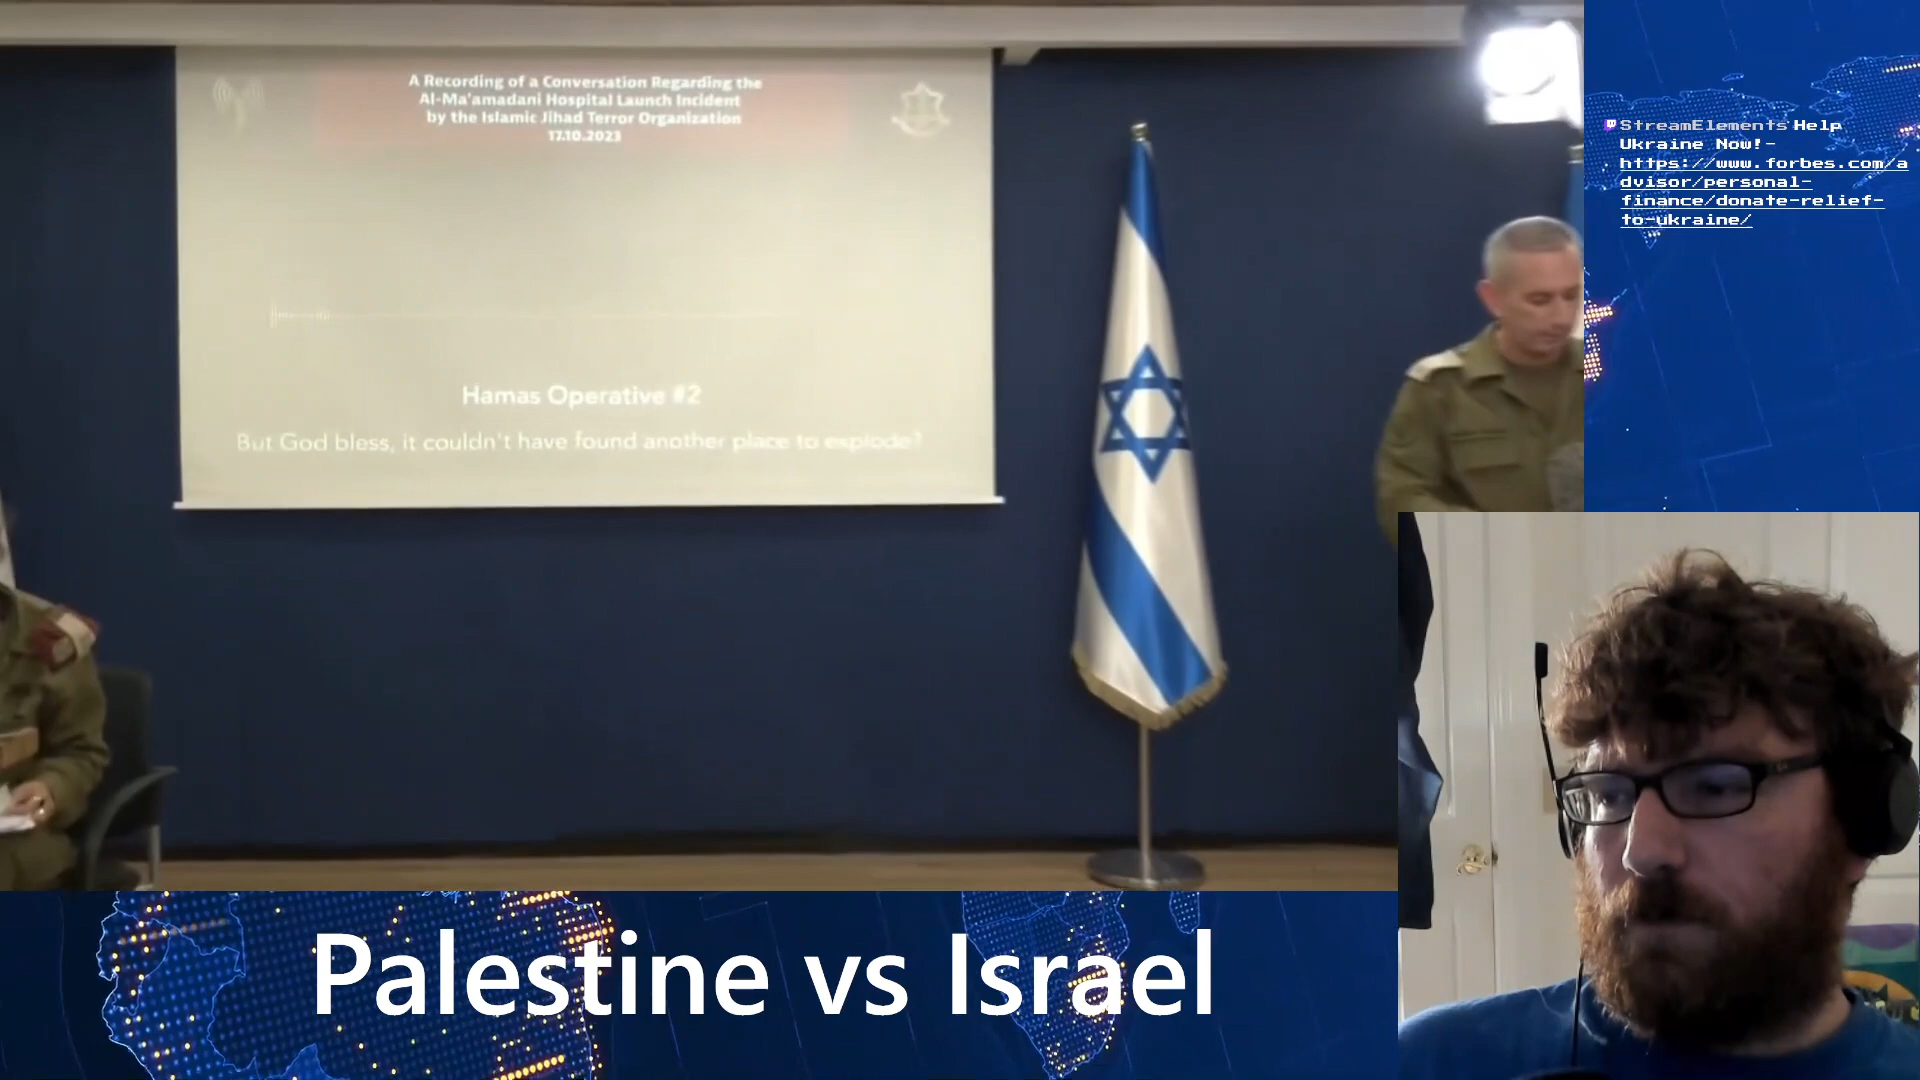 A Recording of a Conversation Regarding the
Al-Ma'amadani Hospital Launch Incident
by the Islamic Jihad Terror Organization
17.10.2023
Hamas Operative #2
But God bless, it couldn't have found another place to explode?
StreamElements Help
Ukraine Now! -
https://www.forbes.com/a
dvisor/personal-
finance/donate-relief-
to-ukraine/
Palestine vs Israel